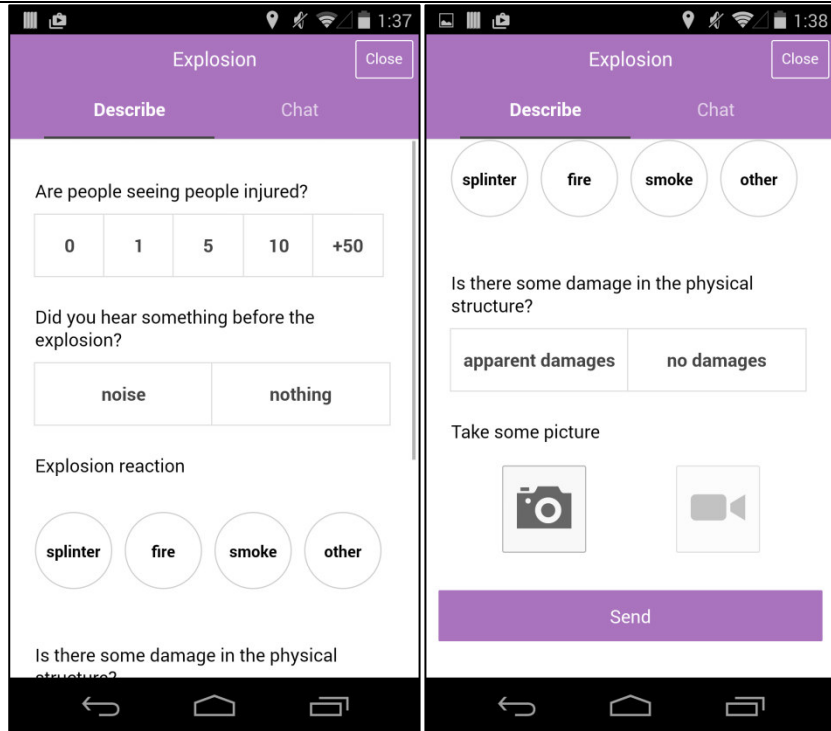 1:37
Explosion
Close
Describe
Chat
Are people seeing people injured?
0 1 5 10 +50
Did you hear something before the
explosion?
noise nothing
Explosion reaction
splinter fire smoke other
Is there some damage in the physical
structure?
1:38
Explosion
Close
Describe
Chat
splinter fire smoke other
Is there some damage in the physical
structure?
apparent damages no damages
Take some picture
Send